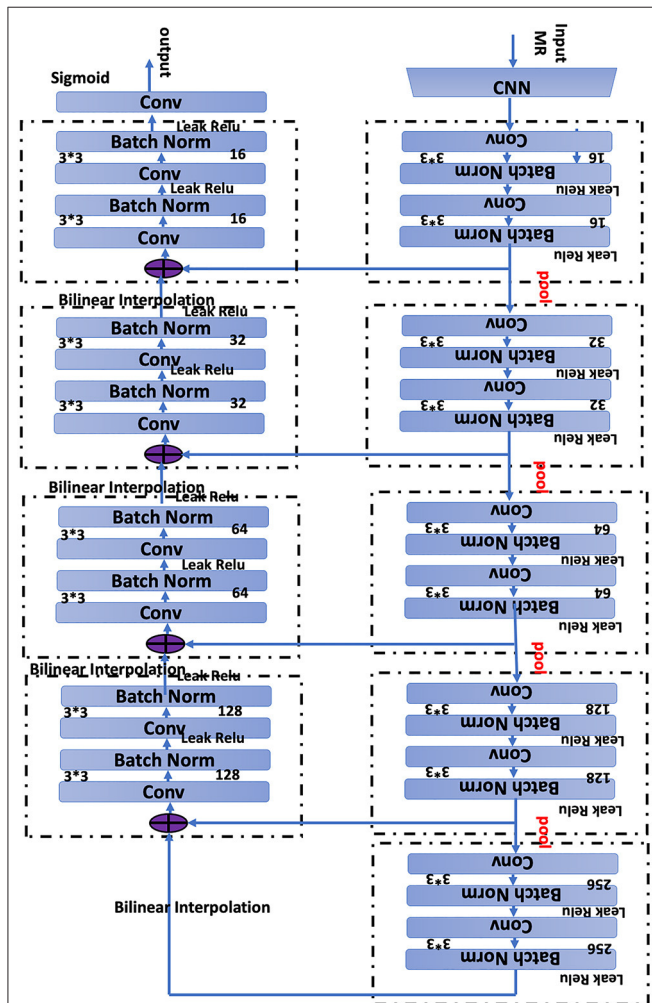 output
Sigmoid
Conv
Leak Relu
Batch Norm
3*3
16
Conv
Leak Relu
Batch Norm
3*3
16
Conv
Bilinear Interpolation
Leak Relu
Batch Norm
3*3
32
Conv
Leak Relu
Batch Norm
3*3
32
Conv
Bilinear Interpolation
Leak Relu
Batch Norm
3*3
64
Conv
Leak Relu
Batch Norm
3*3
64
Conv
Bilinear Interpolation
Leak Relu
Batch Norm
3*3
128
Conv
Leak Relu
Batch Norm
3*3
128
Conv
Bilinear Interpolation
Input
MR
CNN
Conv
3*3
16
Batch Norm
Leak Relu
Conv
3*3
16
Batch Norm
Leak Relu
pool
Conv
3*3
32
Batch Norm
Leak Relu
Conv
3*3
32
Batch Norm
Leak Relu
pool
Conv
3*3
64
Batch Norm
Leak Relu
Conv
3*3
64
Batch Norm
Leak Relu
pool
Conv
3*3
128
Batch Norm
Leak Relu
Conv
3*3
128
Batch Norm
Leak Relu
pool
Conv
3*3
256
Batch Norm
Leak Relu
Conv
3*3
256
Batch Norm
Leak Relu